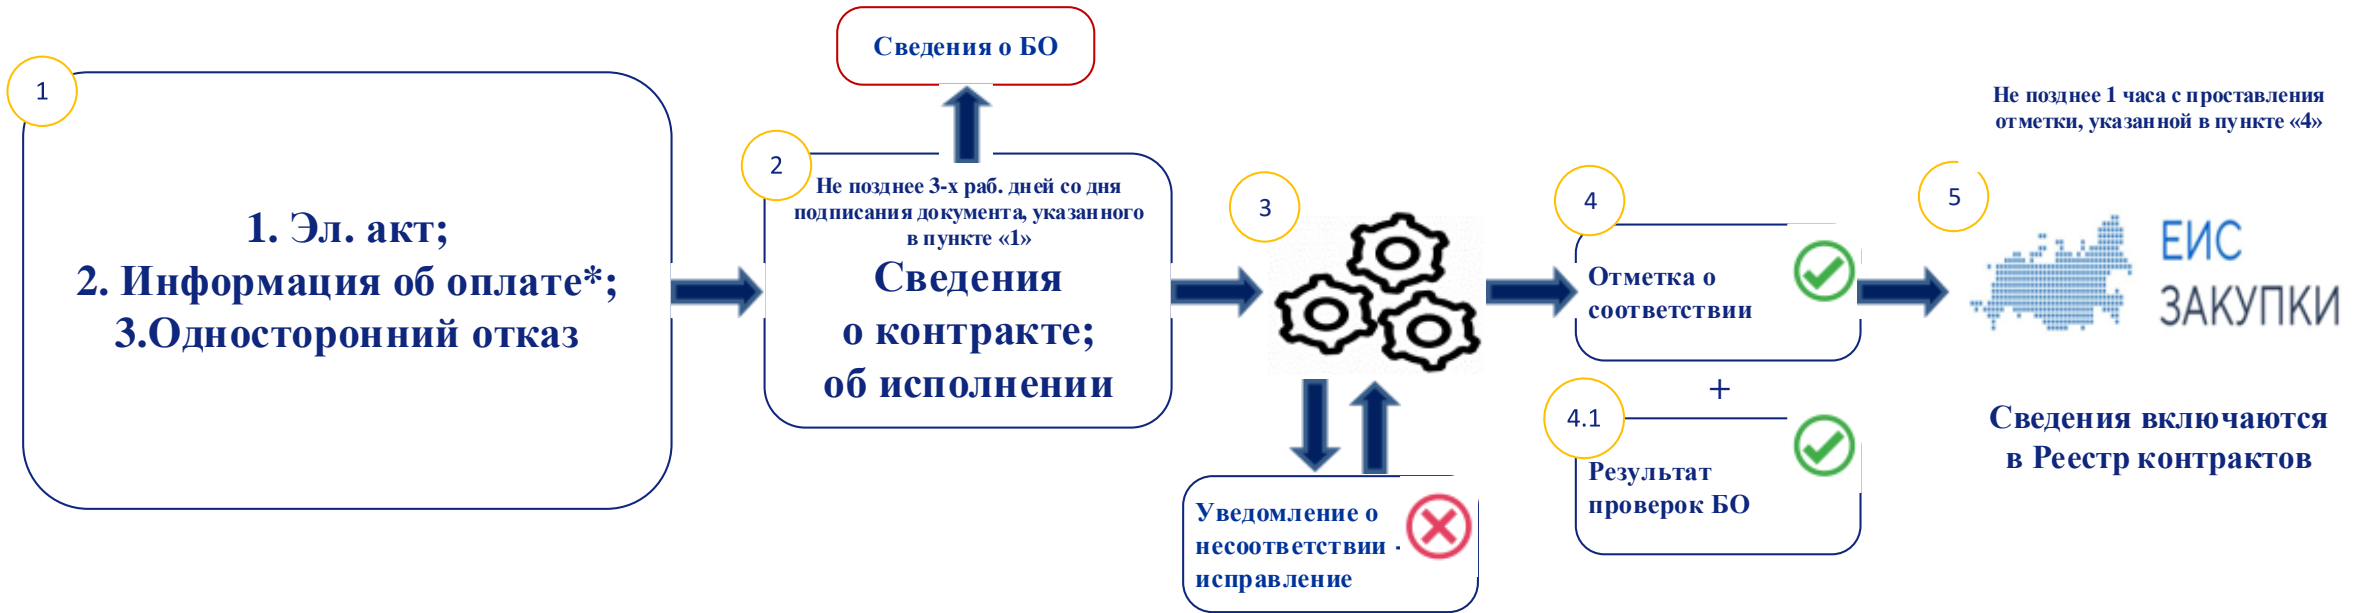 1
1. Эл. акт;
2. Информация об оплате*;
3.Односторонний отказ
Сведения о БО
2
Не позднее 3-х раб. дней со дня
подписания документа, указанного
в пункте «1»
Сведения
о контракте;
об исполнении
3
Уведомление о
несоответствии -
исправление
4
Отметка о
соответствии
+
4.1
Результат
проверок БО
Не позднее 1 часа с проставления
отметки, указанной в пункте «4»
5
ЕИС
ЗАКУПКИ
Сведения включаются
в Реестр контрактов